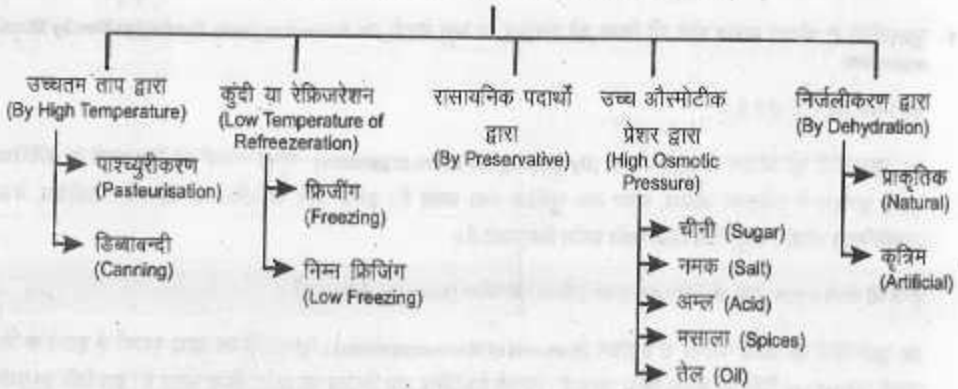 उच्चतम ताप द्वारा
(By High Temperature)
पास्च्युरीकरण
(Pasteurisation)
डिब्बाबन्दी
(Canning)
कुंदी या रेफ्रिजरेशन
(Low Temperature of
Refreezeration)
फ्रिजींग
(Freezing)
निम्न फ्रिजिंग
(Low Freezing)
रासायनिक पदार्थों
द्वारा
(By Preservative)
उच्च औस्मोटीक
प्रेशर द्वारा
(High Osmotic
Pressure)
चीनी (Sugar)
नमक (Salt)
अम्ल (Acid)
मसाला (Spices)
तेल (Oil)
निर्जलीकरण द्वारा
(By Dehydration)
प्राकृतिक
(Natural)
कृत्रिम
(Artificial)